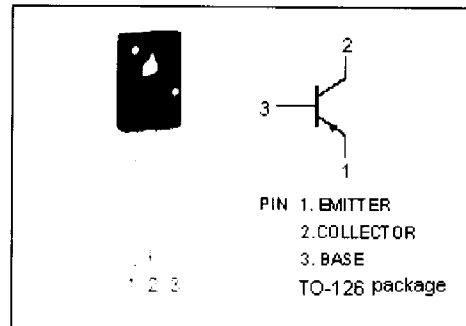 2
3
1
PIN 1. EMITTER
2. COLLECTOR
3. BASE
TO-126 package
1 2 3